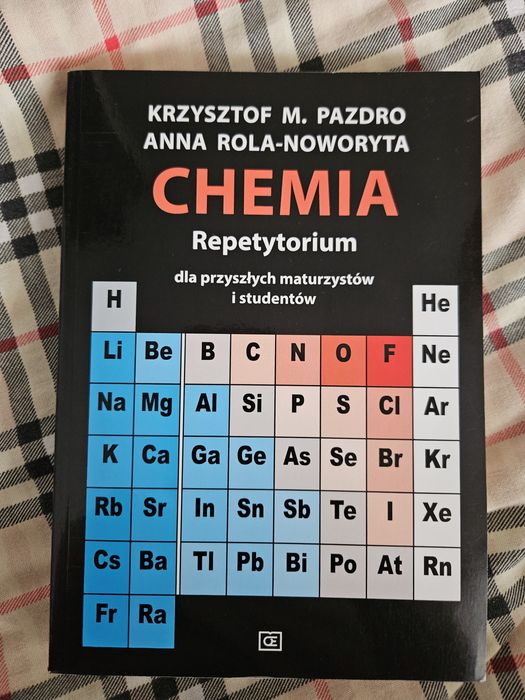 KRZYSZTOF M. PAZDRO
ANNA ROLA-NOWORYTA
CHEMIA
Repetytorium
dla przyszłych maturzystów
i studentów
H He
Li Be B C N O F Ne
Na Mg Al Si P S Cl Ar
K Ca Ga Ge As Se Br Kr
Rb Sr In Sn Sb Te I Xe
Cs Ba Tl Pb Bi Po At Rn
Fr Ra